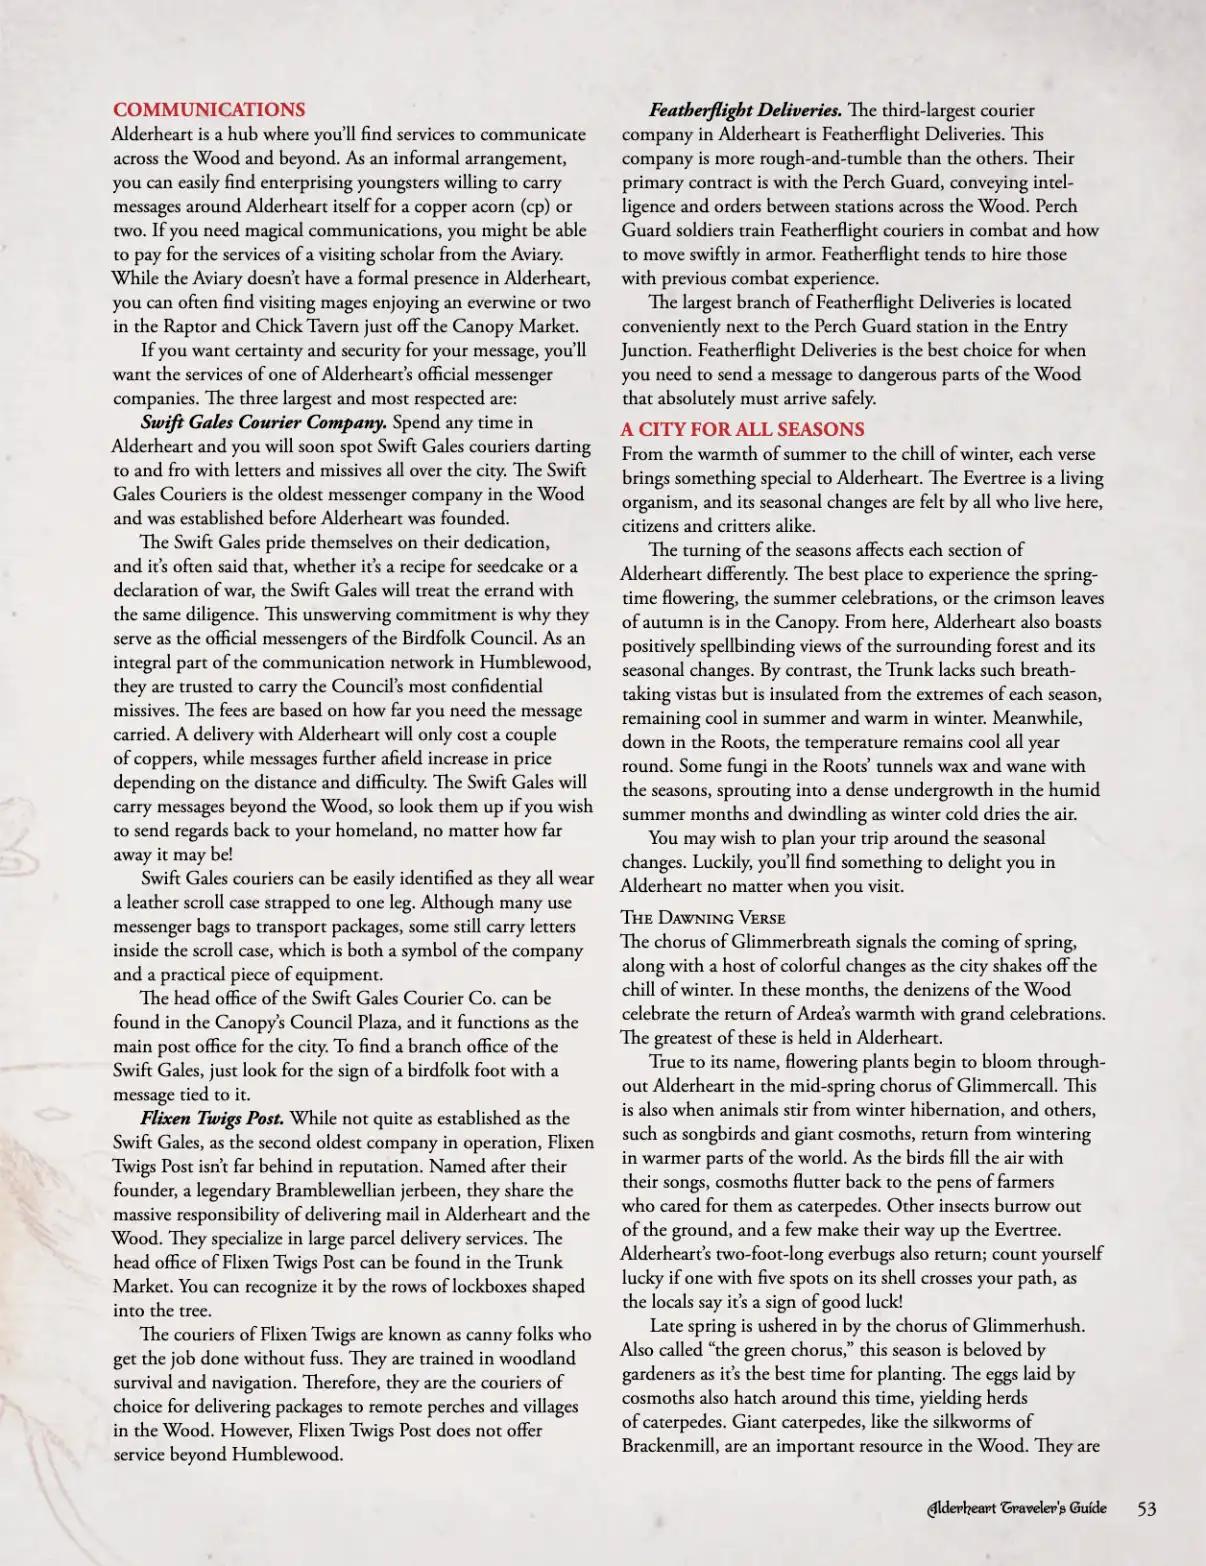 COMMUNICATIONS
Alderheart is a hub where you'll find services to communicate
across the Wood and beyond. As an informal arrangement,
you can easily find enterprising youngsters willing to carry
messages around Alderheart itself for a copper acorn (cp) or
two. If you need magical communications, you might be able
to pay for the services of a visiting scholar from the Aviary.
While the Aviary doesn't have a formal presence in Alderheart,
you can often find visiting mages enjoying an everwine or two
in the Raptor and Chick Tavern just off the Canopy Market.
If you want certainty and security for your message, you'll
want the services of one of Alderheart's official messenger
companies. The three largest and most respected are:
Swift Gales Courier Company. Spend any time in
Alderheart and you will soon spot Swift Gales couriers darting
to and fro with letters and missives all over the city. The Swift
Gales Couriers is the oldest messenger company in the Wood
and was established before Alderheart was founded.
The Swift Gales pride themselves on their dedication,
and it's often said that, whether it's a recipe for seedcake or a
declaration of war, the Swift Gales will treat the errand with
the same diligence. This unswerving commitment is why they
serve as the official messengers of the Birdfolk Council. As an
integral part of the communication network in Humblewood,
they are trusted to carry the Council's most confidential
missives. The fees are based on how far you need the message
carried. A delivery with Alderheart will only cost a couple
of coppers, while messages further afield increase in price
depending on the distance and difficulty. The Swift Gales will
carry messages beyond the Wood, so look them up if you wish
to send regards back to your homeland, no matter how far
away it may be!
Swift Gales couriers can be easily identified as they all wear
a leather scroll case strapped to one leg. Although many use
messenger bags to transport packages, some still carry letters
inside the scroll case, which is both a symbol of the company
and a practical piece of equipment.
The head office of the Swift Gales Courier Co. can be
found in the Canopy's Council Plaza, and it functions as the
main post office for the city. To find a branch office of the
Swift Gales, just look for the sign of a birdfolk foot with a
message tied to it.
Flixen Twigs Post. While not quite as established as the
Swift Gales, as the second oldest company in operation, Flixen
Twigs Post isn't far behind in reputation. Named after their
founder, a legendary Bramblewellian jerbeen, they share the
massive responsibility of delivering mail in Alderheart and the
Wood. They specialize in large parcel delivery services. The
head office of Flixen Twigs Post can be found in the Trunk
Market. You can recognize it by the rows of lockboxes shaped
into the tree.
The couriers of Flixen Twigs are known as canny folks who
get the job done without fuss. They are trained in woodland
survival and navigation. Therefore, they are the couriers of
choice for delivering packages to remote perches and villages
in the Wood. However, Flixen Twigs Post does not offer
service beyond Humblewood.
Featherflight Deliveries. The third-largest courier
company in Alderheart is Featherflight Deliveries. This
company is more rough-and-tumble than the others. Their
primary contract is with the Perch Guard, conveying intel-
ligence and orders between stations across the Wood. Perch
Guard soldiers train Featherflight couriers in combat and how
to move swiftly in armor. Featherflight tends to hire those
with previous combat experience.
The largest branch of Featherflight Deliveries is located
conveniently next to the Perch Guard station in the Entry
Junction. Featherflight Deliveries is the best choice for when
you need to send a message to dangerous parts of the Wood
that absolutely must arrive safely.
A CITY FOR ALL SEASONS
From the warmth of summer to the chill of winter, each verse
brings something special to Alderheart. The Evertree is a living
organism, and its seasonal changes are felt by all who live here,
citizens and critters alike.
The turning of the seasons affects each section of
Alderheart differently. The best place to experience the spring-
time flowering, the summer celebrations, or the crimson leaves
of autumn is in the Canopy. From here, Alderheart also boasts
positively spellbinding views of the surrounding forest and its
seasonal changes. By contrast, the Trunk lacks such breath-
taking vistas but is insulated from the extremes of each season,
remaining cool in summer and warm in winter. Meanwhile,
down in the Roots, the temperature remains cool all year
round. Some fungi in the Roots' tunnels wax and wane with
the seasons, sprouting into a dense undergrowth in the humid
summer months and dwindling as winter cold dries the air.
You may wish to plan your trip around the seasonal
changes. Luckily, you'll find something to delight you in
Alderheart no matter when you visit.
The Dawning Verse
The chorus of Glimmerbreath signals the coming of spring,
along with a host of colorful changes as the city shakes off the
chill of winter. In these months, the denizens of the Wood
celebrate the return of Ardea's warmth with grand celebrations.
The greatest of these is held in Alderheart.
True to its name, flowering plants begin to bloom through-
out Alderheart in the mid-spring chorus of Glimmercall. This
is also when animals stir from winter hibernation, and others,
such as songbirds and giant cosmoths, return from wintering
in warmer parts of the world. As the birds fill the air with
their songs, cosmoths flutter back to the pens of farmers
who cared for them as caterpedes. Other insects burrow out
of the ground, and a few make their way up the Evertree.
Alderheart's two-foot-long everbugs also return; count yourself
lucky if one with five spots on its shell crosses your path, as
the locals say it's a sign of good luck!
Late spring is ushered in by the chorus of Glimmerhush.
Also called "the green chorus," this season is beloved by
gardeners as it's the best time for planting. The eggs laid by
cosmoths also hatch around this time, yielding herds
of caterpedes. Giant caterpedes, like the silkworms of
Brackenmill, are an important resource in the Wood. They are
Alderheart Traveler's Guide 53